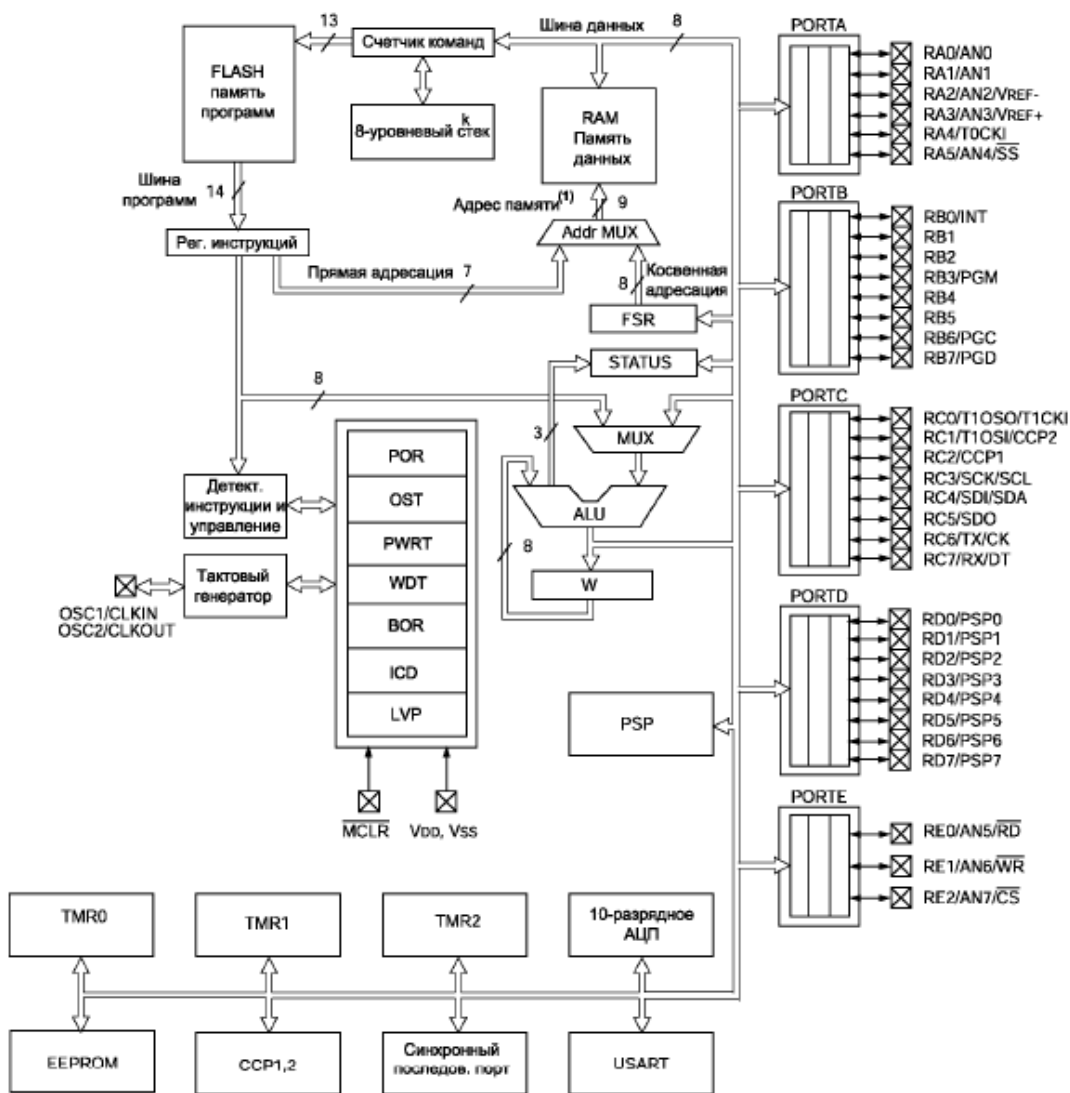 13
Счетчик команд
Шина данных
8
FLASH
память
программ
8-уровневый стек
k
RAM
Память
данных
Шина
программ
14
Адрес памяти(1)
9
Addr MUX
Рег. инструкций
Прямая адресация
7
Косвенная
адресация
8
FSR
STATUS
8
3
MUX
ALU
8
W
Детект.
инструкции и
управление
Тактовый
генератор
OSC1/CLKIN
OSC2/CLKOUT
POR
OST
PWRT
WDT
BOR
ICD
LVP
MCLR
VDD, VSS
PSP
PORTA
RA0/AN0
RA1/AN1
RA2/AN2/VREF-
RA3/AN3/VREF+
RA4/T0CKI
RA5/AN4/SS
PORTB
RB0/INT
RB1
RB2
RB3/PGM
RB4
RB5
RB6/PGC
RB7/PGD
PORTC
RC0/T1OSO/T1CKI
RC1/T1OSI/CCP2
RC2/CCP1
RC3/SCK/SCL
RC4/SDI/SDA
RC5/SDO
RC6/TX/CK
RC7/RX/DT
PORTD
RD0/PSP0
RD1/PSP1
RD2/PSP2
RD3/PSP3
RD4/PSP4
RD5/PSP5
RD6/PSP6
RD7/PSP7
PORTE
RE0/AN5/RD
RE1/AN6/WR
RE2/AN7/CS
TMR0
TMR1
TMR2
10-разрядное
АЦП
EEPROM
CCP1,2
Синхронный
последов. порт
USART